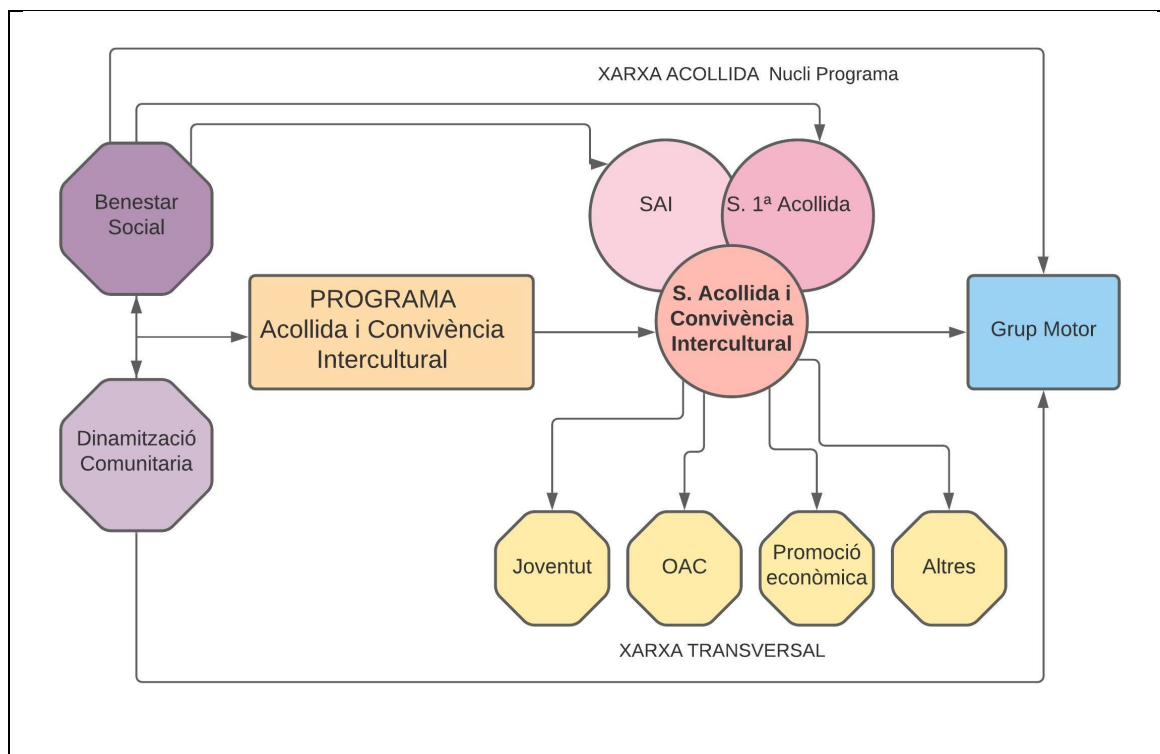 XARXA ACOLLIDA  Nucli Programa
Benestar
Social
SAI
S. 1ª Acollida
PROGRAMA
Acollida i Convivència
Intercultural
S. Acollida i
Convivència
Intercultural
Grup Motor
Dinamització
Comunitaria
Joventut
OAC
Promoció
econòmica
Altres
XARXA TRANSVERSAL